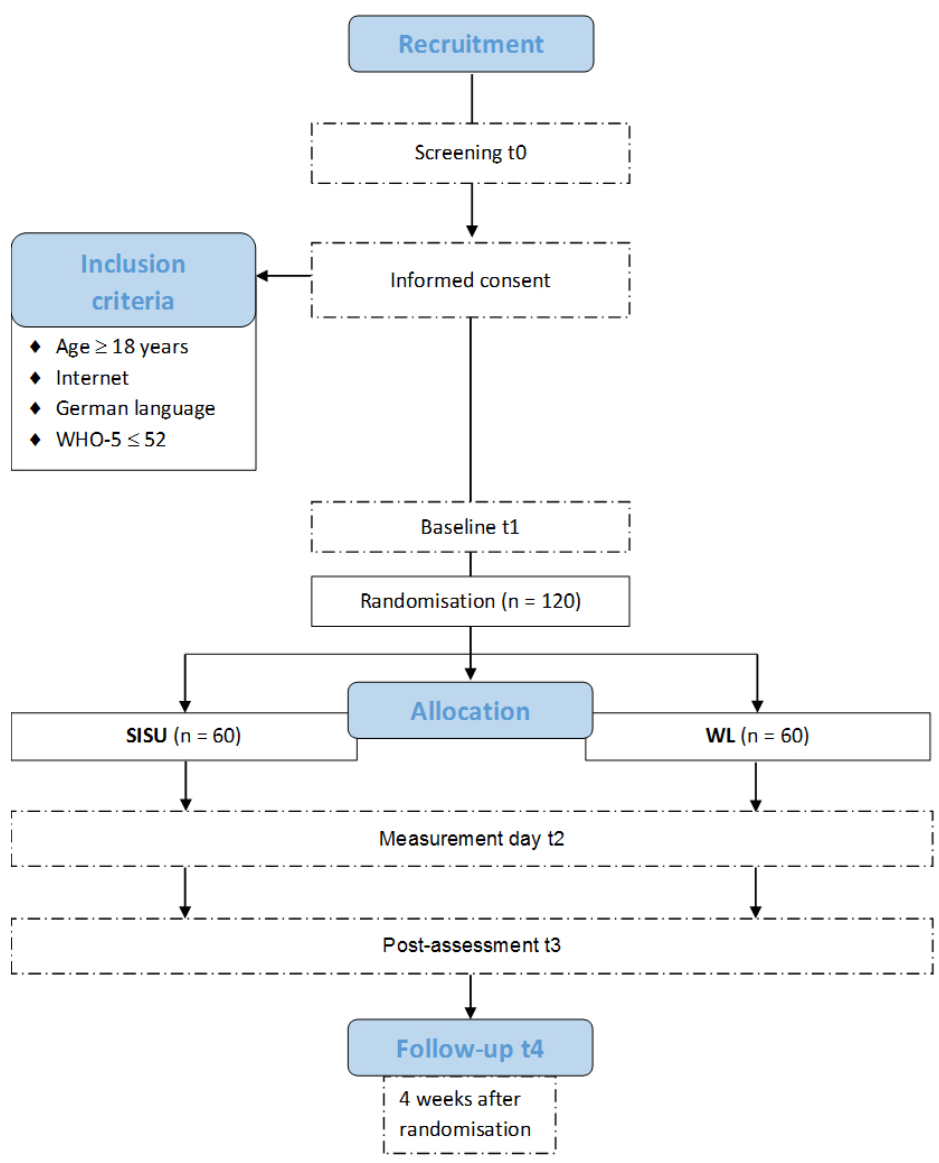 Recruitment
Screening t0
Informed consent
Inclusion
criteria
♦ Age ≥ 18 years
♦ Internet
♦ German language
♦ WHO-5 ≤ 52
Baseline t1
Randomisation (n = 120)
Allocation
SISU (n = 60)
WL (n = 60)
Measurement day t2
Post-assessment t3
Follow-up t4
4 weeks after
randomisation